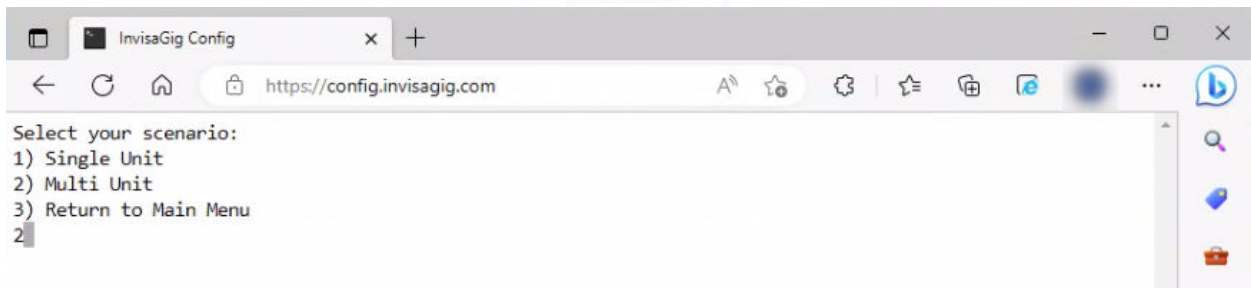 InvisaGig Config
https://config.invisagig.com
Select your scenario:
1) Single Unit
2) Multi Unit
3) Return to Main Menu
2